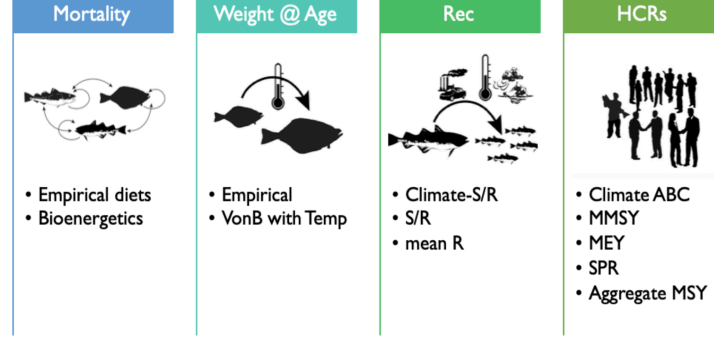 Mortality
• Empirical diets
• Bioenergetics
Weight @ Age
• Empirical
• VonB with Temp
Rec
• Climate-S/R
• S/R
• mean R
HCRs
• Climate ABC
• MMSY
• MEY
• SPR
• Aggregate MSY